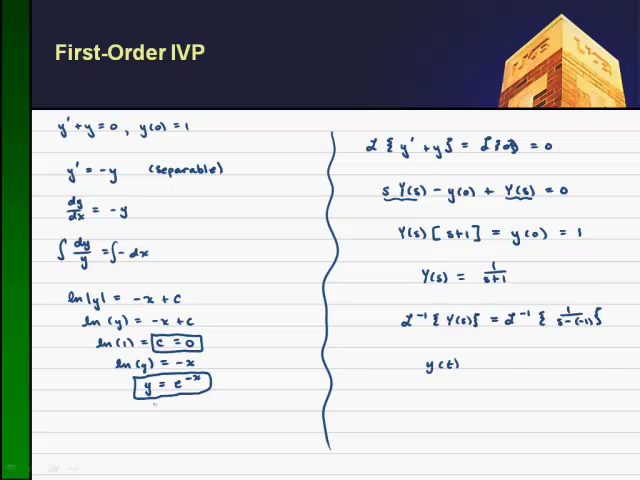 First-Order IVP
y' + y = 0 , y(0) = 1
y' = -y (separable)
dy/dx = -y
∫ dy/y = ∫ - dx
ln|y| = -x + c
ln(y) = -x + c
ln(1) = c = 0
ln(y) = -x
y = e^-x
ℒ { y' + y } = ℒ {0} = 0
s Y(s) - y(0) + Y(s) = 0
Y(s) [ s+1 ] = y(0) = 1
Y(s) = 1/s+1
ℒ^-1 { Y(s) } = ℒ^-1 { 1/s-(-1) }
y(t)